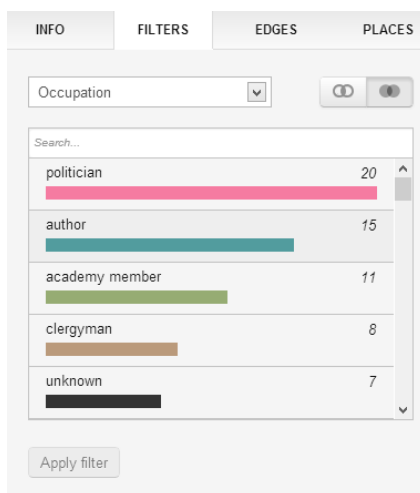 INFO FILTERS EDGES PLACES
Occupation
Search...
politician 20
author 15
academy member 11
clergyman 8
unknown 7
Apply filter